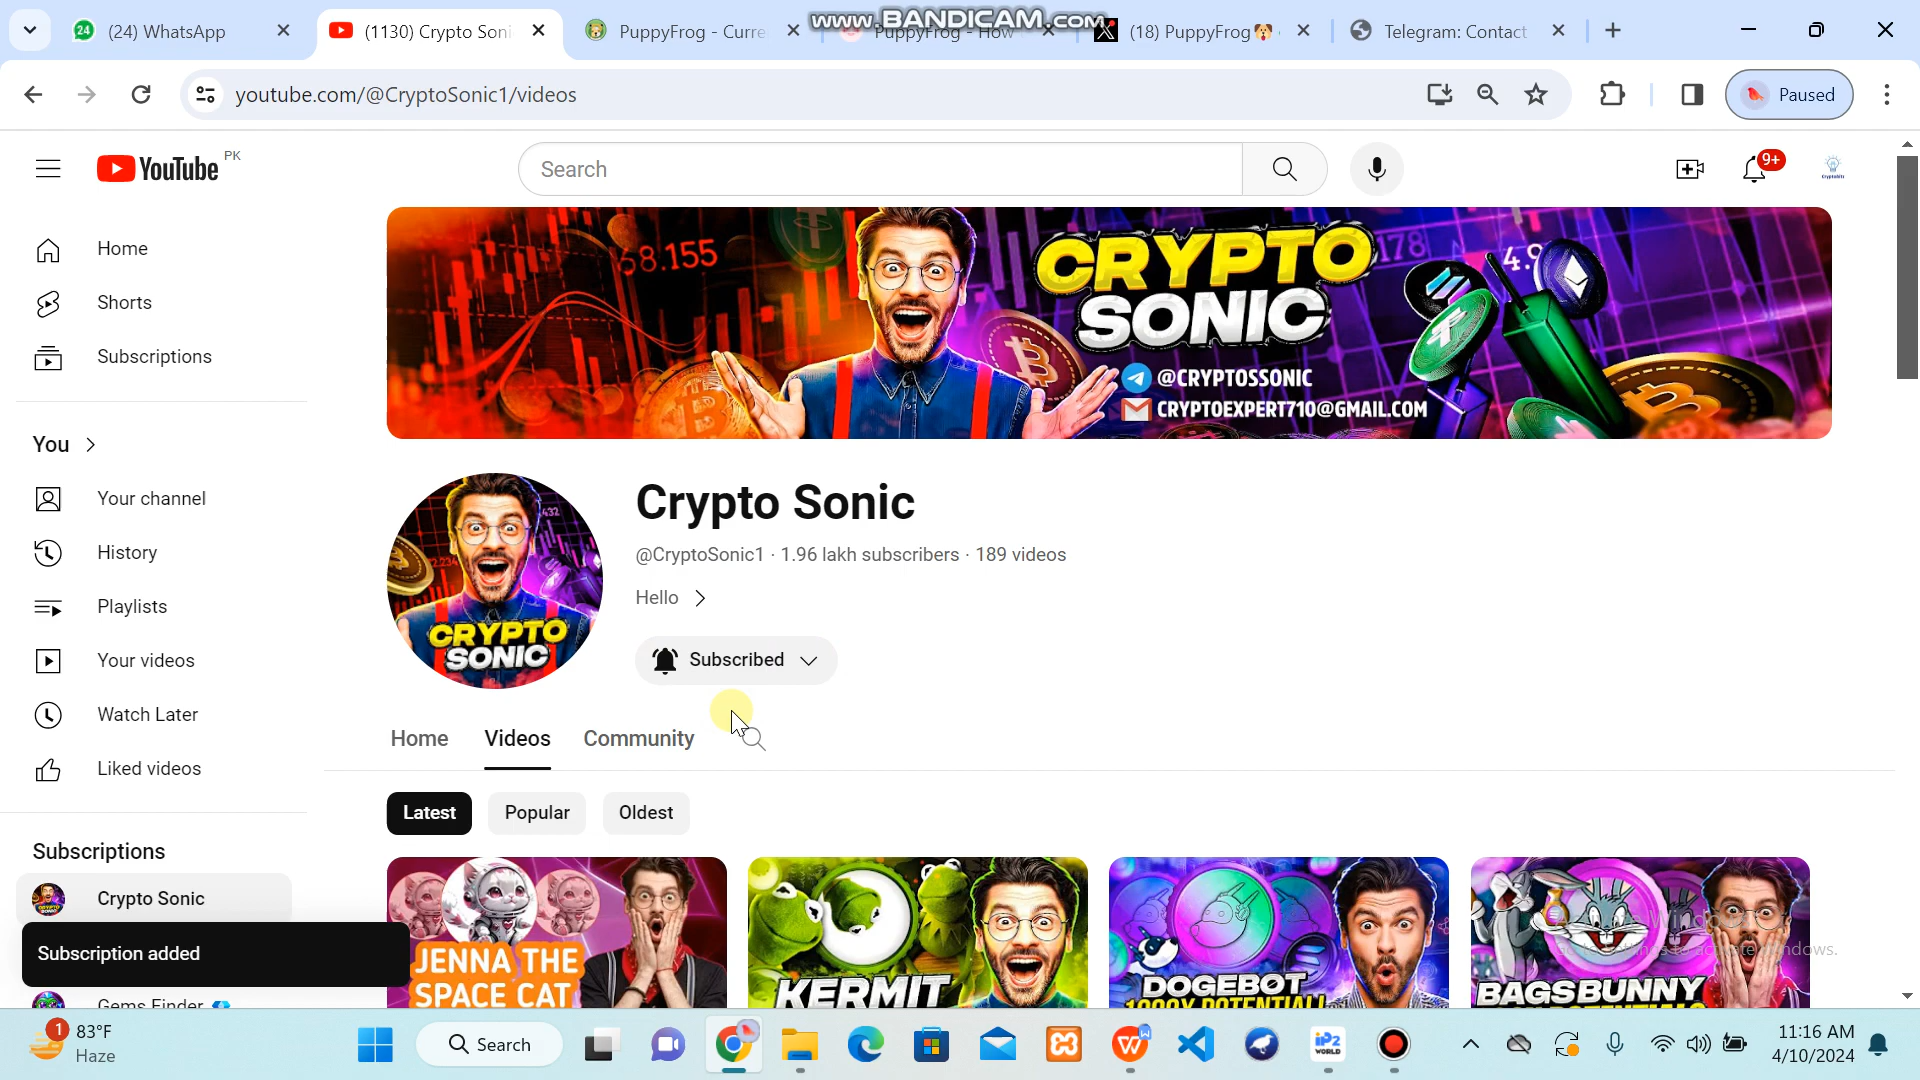 (24) WhatsApp
(1130) Crypto Soni
PuppyFrog - Curre
PuppyFrog - How
(18) PuppyFrog
Telegram: Contact
www.BANDICAM.com
youtube.com/@CryptoSonic1/videos
Paused
YouTube PK
Search
9+
Home
Shorts
Subscriptions
You
Your channel
History
Playlists
Your videos
Watch Later
Liked videos
Subscriptions
Crypto Sonic
Subscription added
Gems Finder
58.155
CRYPTO
SONIC
@CRYPTOSSONIC
CRYPTOEXPERT710@GMAIL.COM
CRYPTO
SONIC
Crypto Sonic
@CryptoSonic1 · 1.96 lakh subscribers · 189 videos
Hello
Subscribed
Home Videos Community
Latest Popular Oldest
JENNA THE
SPACE CAT
KERMIT
DOGEBOT
1000X POTENTIAL!
BAGSBUNNY
83°F
Haze
Search
11:16 AM
4/10/2024